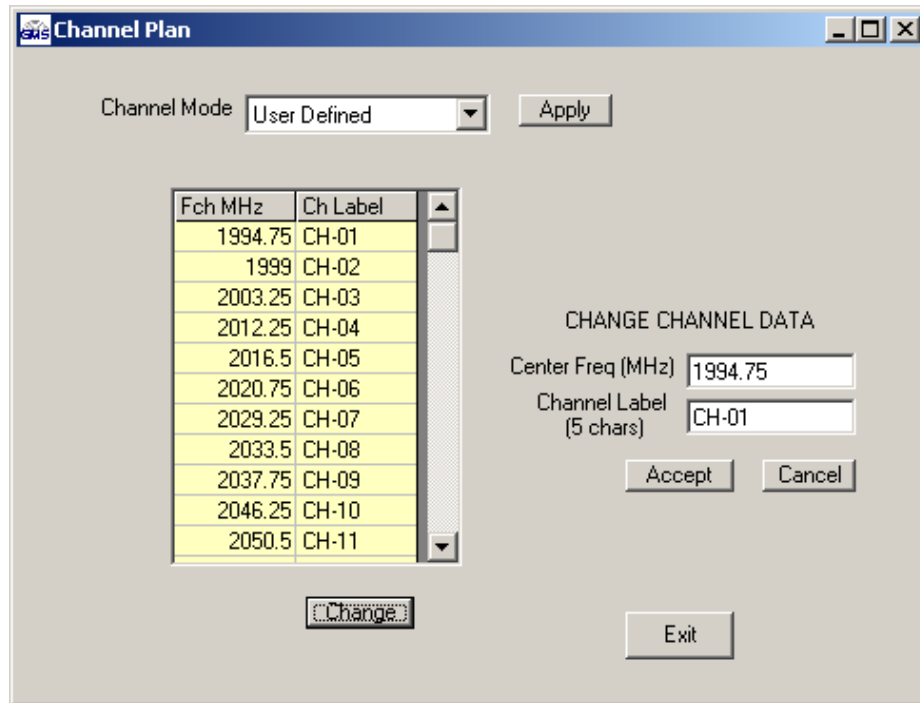 GMS Channel Plan
Channel Mode User Defined Apply
Fch MHz Ch Label
1994.75 CH-01
1999 CH-02
2003.25 CH-03
2012.25 CH-04
2016.5 CH-05
2020.75 CH-06
2029.25 CH-07
2033.5 CH-08
2037.75 CH-09
2046.25 CH-10
2050.5 CH-11
CHANGE CHANNEL DATA
Center Freq (MHz) 1994.75
Channel Label
(5 chars)
CH-01
Accept Cancel
Change
Exit